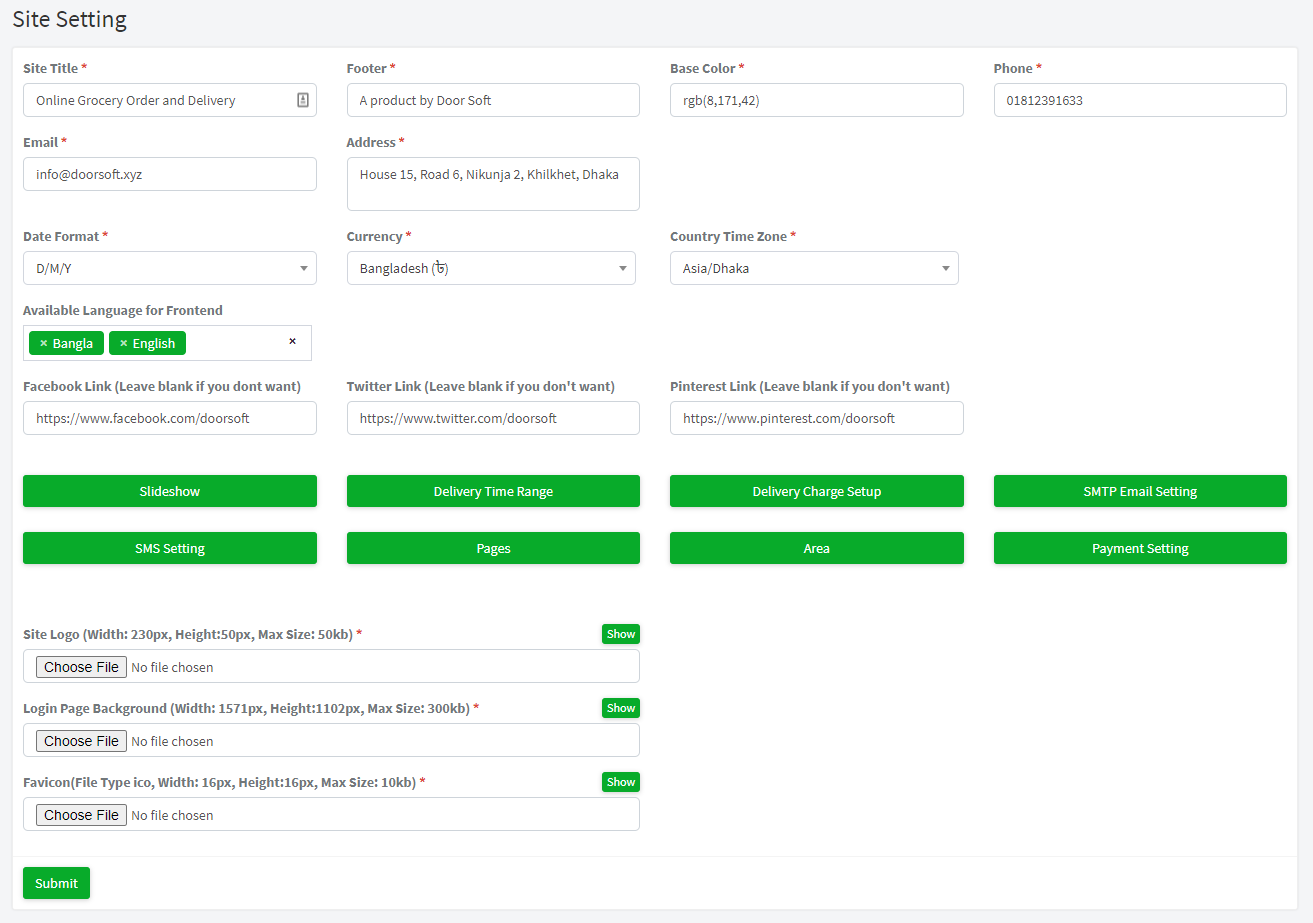 Site Setting
Site Title * Footer * Base Color * Phone *
Online Grocery Order and Delivery A product by Door Soft rgb(8,171,42) 01812391633
Email * Address *
info@doorsoft.xyz House 15, Road 6, Nikunja 2, Khilkhet, Dhaka
Date Format * Currency * Country Time Zone *
D/M/Y Bangladesh (৳) Asia/Dhaka
Available Language for Frontend
× Bangla × English ×
Facebook Link (Leave blank if you dont want) Twitter Link (Leave blank if you don't want) Pinterest Link (Leave blank if you don't want)
https://www.facebook.com/doorsoft https://www.twitter.com/doorsoft https://www.pinterest.com/doorsoft
Slideshow Delivery Time Range Delivery Charge Setup SMTP Email Setting
SMS Setting Pages Area Payment Setting
Site Logo (Width: 230px, Height:50px, Max Size: 50kb) * Show
Choose File No file chosen
Login Page Background (Width: 1571px, Height:1102px, Max Size: 300kb) * Show
Choose File No file chosen
Favicon(File Type ico, Width: 16px, Height:16px, Max Size: 10kb) * Show
Choose File No file chosen
Submit